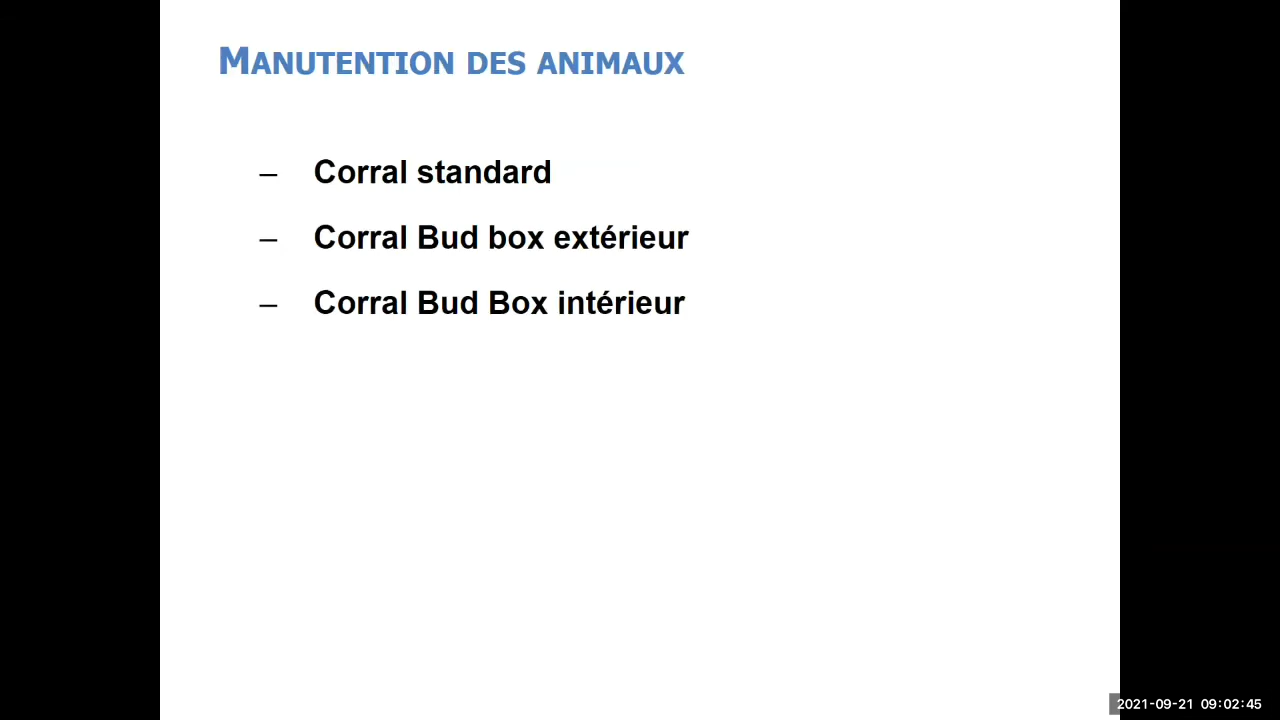 MANUTENTION DES ANIMAUX
– Corral standard
– Corral Bud box extérieur
– Corral Bud Box intérieur
2021-09-21 09:02:45